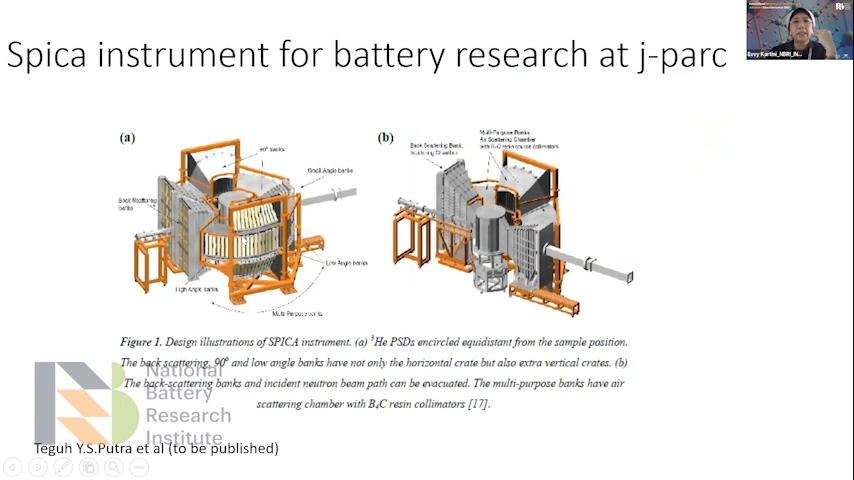 Spica instrument for battery research at j-parc
Evvy Kartini_NBRI_IN...
(a)
(b)
90° banks
Small Angle banks
Back Scattering
banks
Low Angle banks
High Angle banks
Multi Purpose banks
Back Scattering Bank,
Scattering Chamber
Multi-Purpose Banks
Air Scattering Chamber
with B₄C resin course collimators
Figure 1. Design illustrations of SPICA instrument. (a) ³He PSDs encircled equidistant from the sample position.
The back scattering, 90° and low angle banks have not only the horizontal crate but also extra vertical crates. (b)
The back-scattering banks and incident neutron beam path can be evacuated. The multi-purpose banks have air
scattering chamber with B₄C resin collimators [17].
National
Battery
Research
Institute
Teguh Y.S.Putra et al (to be published)